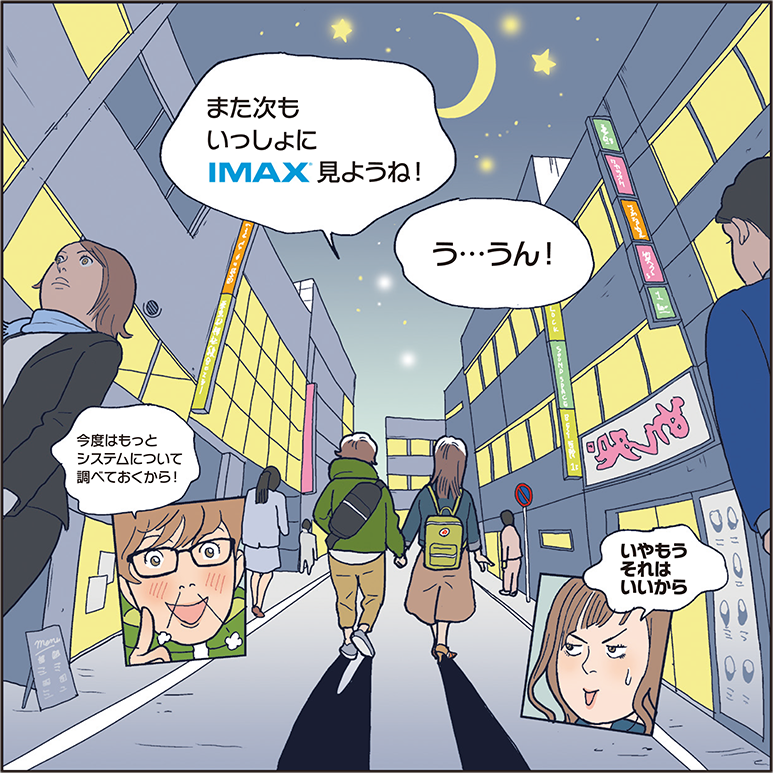 また次も
いっしょに
IMAX®見ようね！
う…うん！
今度はもっと
システムについて
調べておくから！
いやもう
それは
いいから
Menu